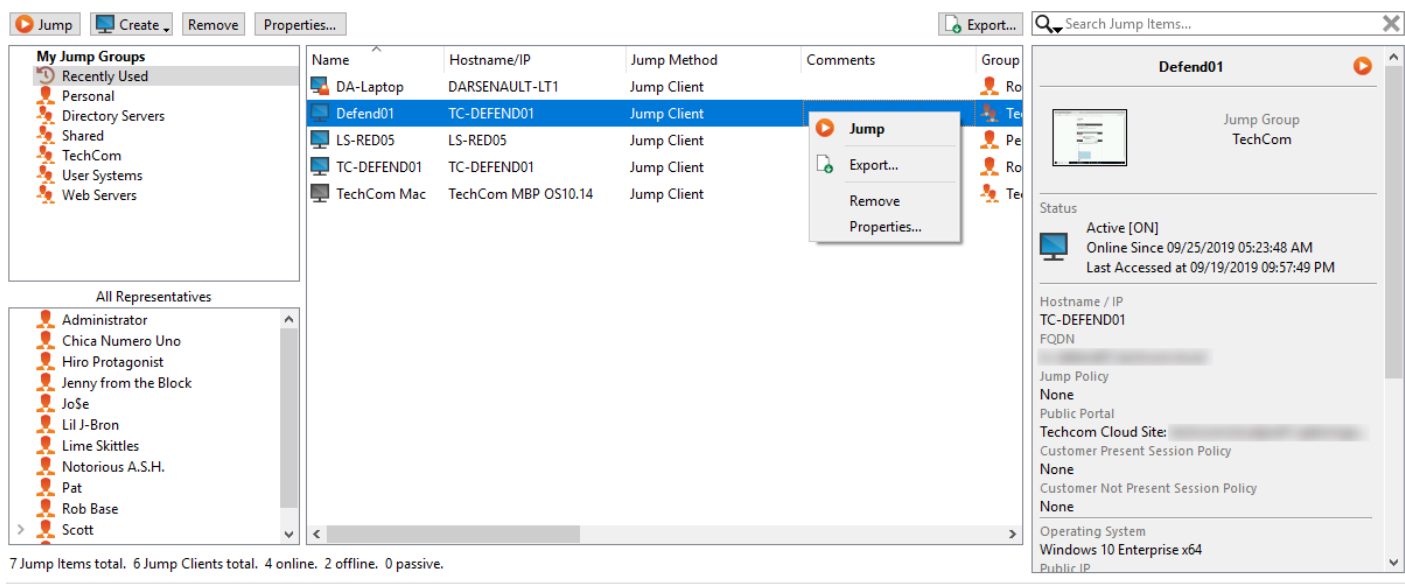 Jump
Create
Remove
Properties...
Export...
Search Jump Items...
My Jump Groups
Recently Used
Personal
Directory Servers
Shared
TechCom
User Systems
Web Servers
All Representatives
Administrator
Chica Numero Uno
Hiro Protagonist
Jenny from the Block
Jo$e
Lil J-Bron
Lime Skittles
Notorious A.S.H.
Pat
Rob Base
Scott
Name Hostname/IP Jump Method Comments Group
DA-Laptop DARSENAULT-LT1 Jump Client Ro
Defend01 TC-DEFEND01 Jump Client Te
LS-RED05 LS-RED05 Jump Client Pe
TC-DEFEND01 TC-DEFEND01 Jump Client Ro
TechCom Mac TechCom MBP OS10.14 Jump Client Te
Jump
Export...
Remove
Properties...
Defend01
Jump Group
TechCom
Status
Active [ON]
Online Since 09/25/2019 05:23:48 AM
Last Accessed at 09/19/2019 09:57:49 PM
Hostname / IP
TC-DEFEND01
FQDN
Jump Policy
None
Public Portal
Techcom Cloud Site:
Customer Present Session Policy
None
Customer Not Present Session Policy
None
Operating System
Windows 10 Enterprise x64
Public IP
7 Jump Items total. 6 Jump Clients total. 4 online. 2 offline. 0 passive.